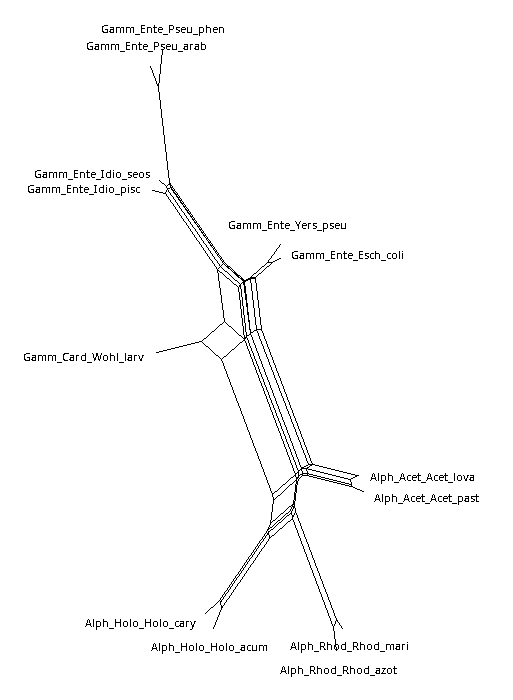 Gamm_Ente_Pseu_phen
Gamm_Ente_Pseu_arab
Gamm_Ente_Idio_seos
Gamm_Ente_Idio_pisc
Gamm_Ente_Yers_pseu
Gamm_Ente_Esch_coli
Gamm_Card_Wohl_larv
Alph_Acet_Acet_lova
Alph_Acet_Acet_past
Alph_Holo_Holo_cary
Alph_Holo_Holo_acum
Alph_Rhod_Rhod_mari
Alph_Rhod_Rhod_azot